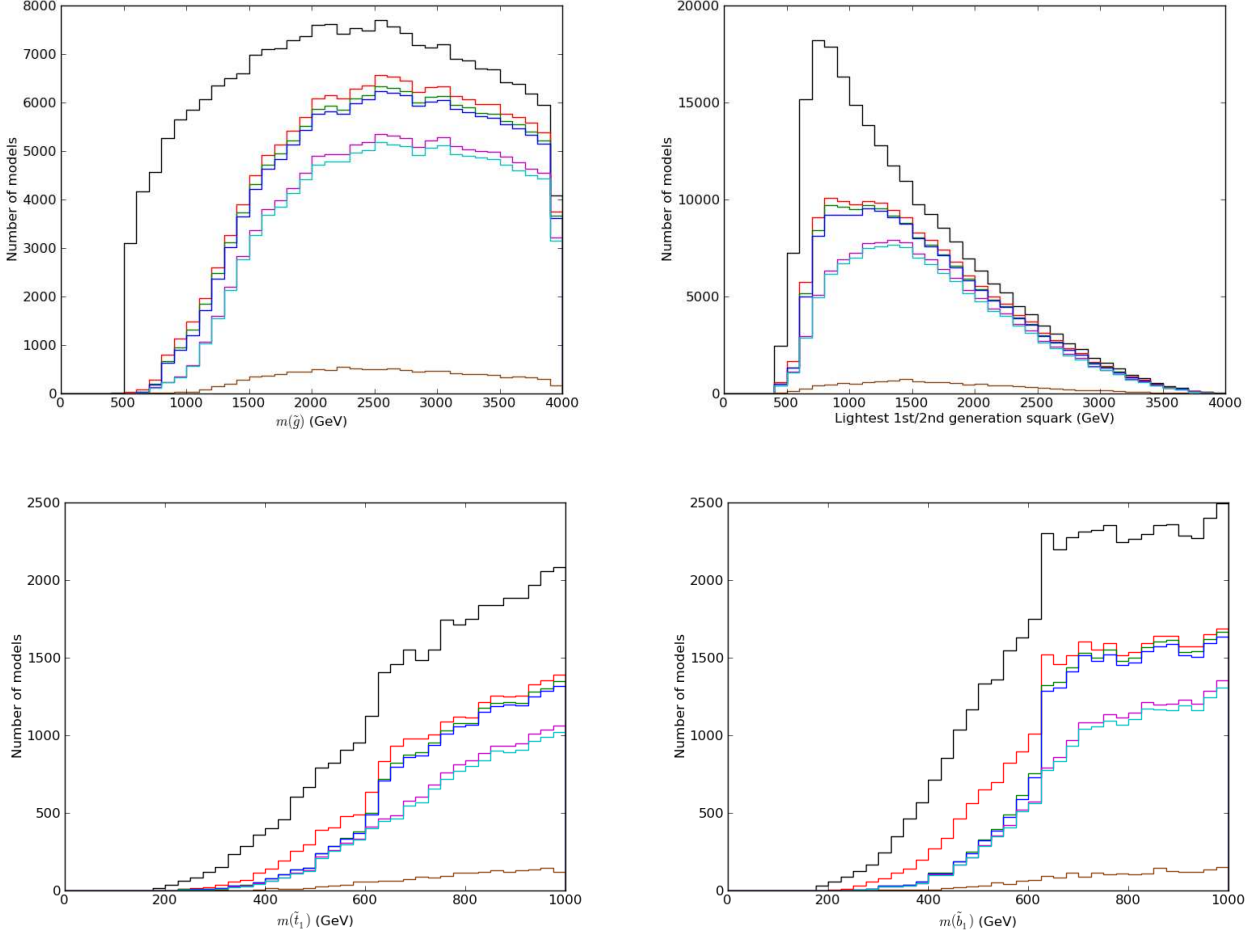 8000
7000
6000
5000
4000
3000
2000
1000
0
Number of models
0 500 1000 1500 2000 2500 3000 3500 4000
m(g̃) (GeV)
20000
15000
10000
5000
0
Number of models
0 500 1000 1500 2000 2500 3000 3500 4000
Lightest 1st/2nd generation squark (GeV)
2500
2000
1500
1000
500
0
Number of models
0 200 400 600 800 1000
m(t̃₁) (GeV)
2500
2000
1500
1000
500
0
Number of models
0 200 400 600 800 1000
m(b̃₁) (GeV)